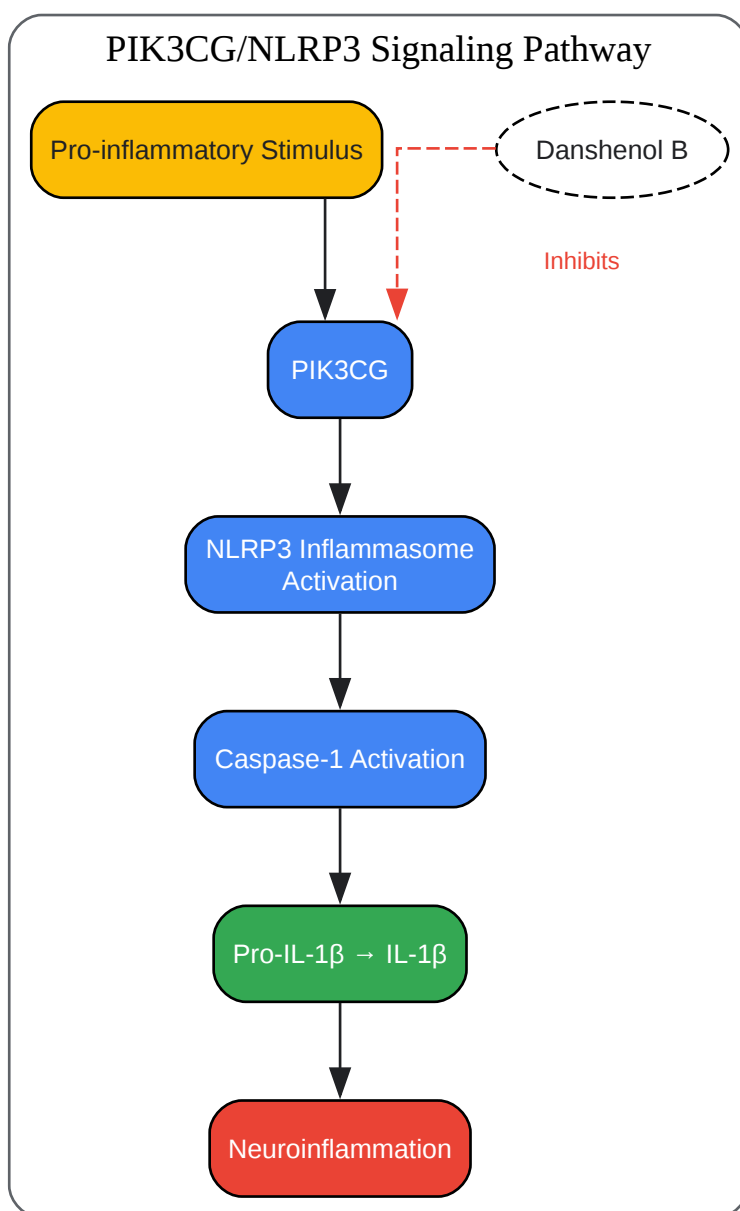 PIK3CG/NLRP3 Signaling Pathway
Pro-inflammatory Stimulus
Danshenol B
Inhibits
PIK3CG
NLRP3 Inflammasome
Activation
Caspase-1 Activation
Pro-IL-1β → IL-1β
Neuroinflammation